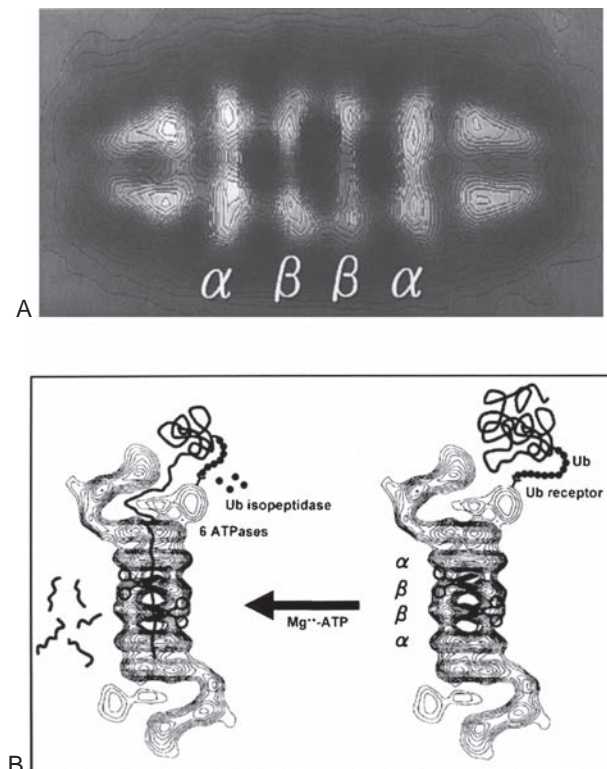 α β β α
A
Ub
Ub receptor
Ub isopeptidase
6 ATPases
α
β
β
α
Mg++-ATP
B